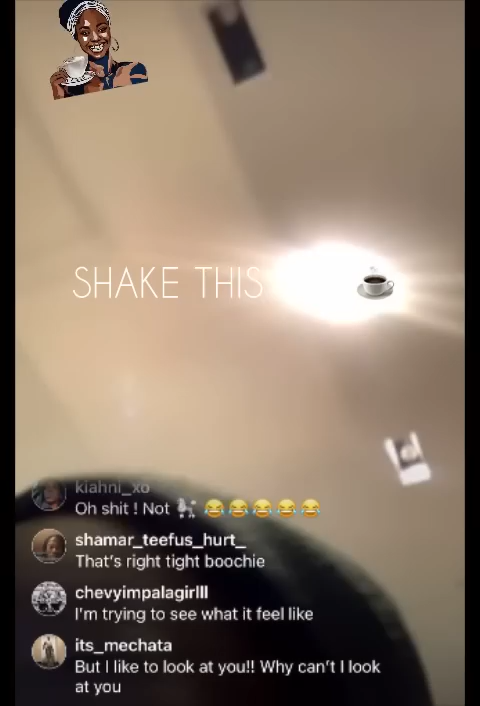 SHAKE THIS ☕
kiahni_xo
Oh shit ! Not 🐩 😂😂😂😂😂
shamar_teefus_hurt_
That's right tight boochie
chevyimpalagirlll
I'm trying to see what it feel like
its_mechata
But I like to look at you!! Why can't I look
at you